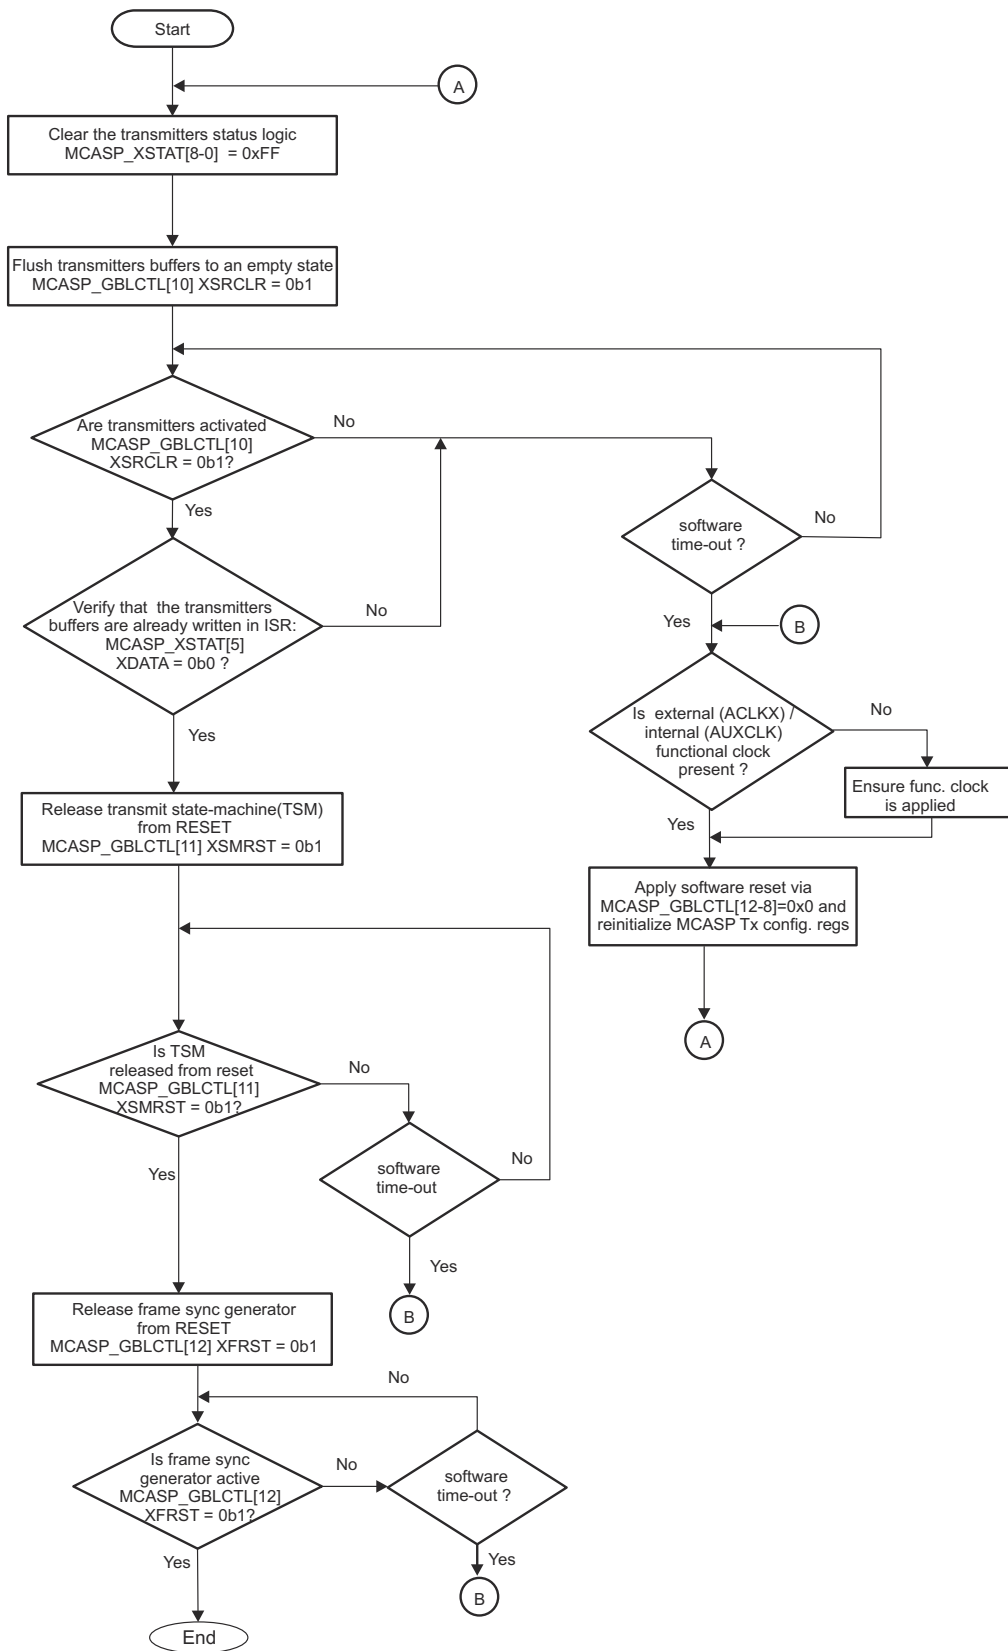 Start
A
Clear the transmitters status logic
MCASP_XSTAT[8-0] = 0xFF
Flush transmitters buffers to an empty state
MCASP_GBLCTL[10] XSRCLR = 0b1
Are transmitters activated
MCASP_GBLCTL[10]
XSRCLR = 0b1?
No
Yes
software
time-out ?
No
Yes
B
Verify that the transmitters
buffers are already written in ISR:
MCASP_XSTAT[5]
XDATA = 0b0 ?
No
Yes
Is external (ACLKX) /
internal (AUXCLK)
functional clock
present ?
No
Yes
Ensure func. clock
is applied
Release transmit state-machine(TSM)
from RESET
MCASP_GBLCTL[11] XSMRST = 0b1
Apply software reset via
MCASP_GBLCTL[12-8]=0x0 and
reinitialize MCASP Tx config. regs
A
Is TSM
released from reset
MCASP_GBLCTL[11]
XSMRST = 0b1?
No
Yes
software
time-out
No
Yes
B
Release frame sync generator
from RESET
MCASP_GBLCTL[12] XFRST = 0b1
No
Is frame sync
generator active
MCASP_GBLCTL[12]
XFRST = 0b1?
No
Yes
software
time-out ?
Yes
B
End